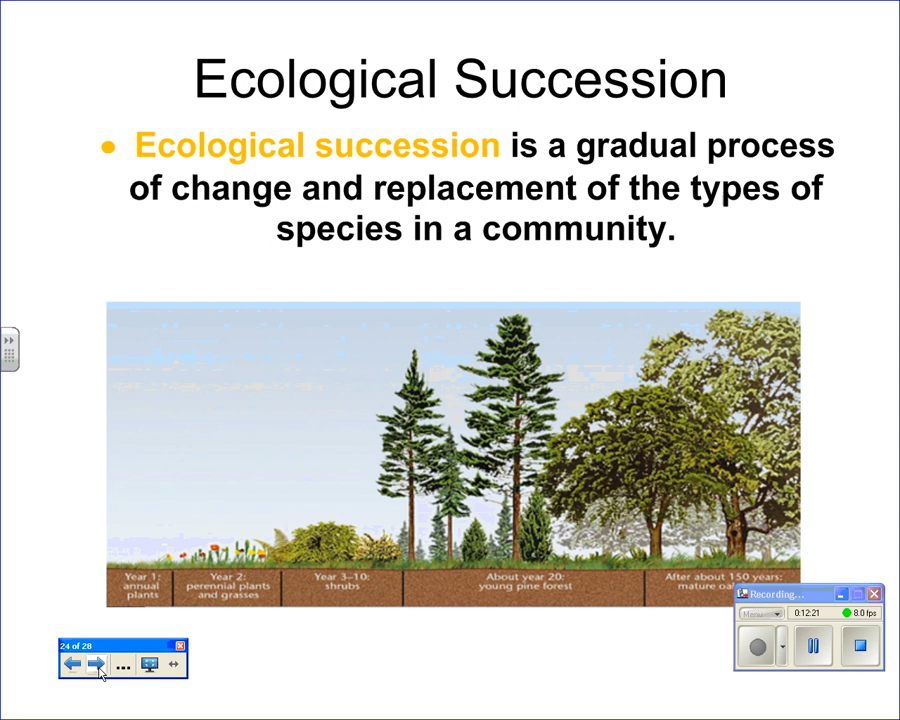 Ecological Succession
• Ecological succession is a gradual process
of change and replacement of the types of
species in a community.
Year 1:
annual
plants
Year 2:
perennial plants
and grasses
Year 3–10:
shrubs
About year 20:
young pine forest
After about 150 years:
mature
24 of 28
...
Recording...
Menu
0:12:21
8.0 fps